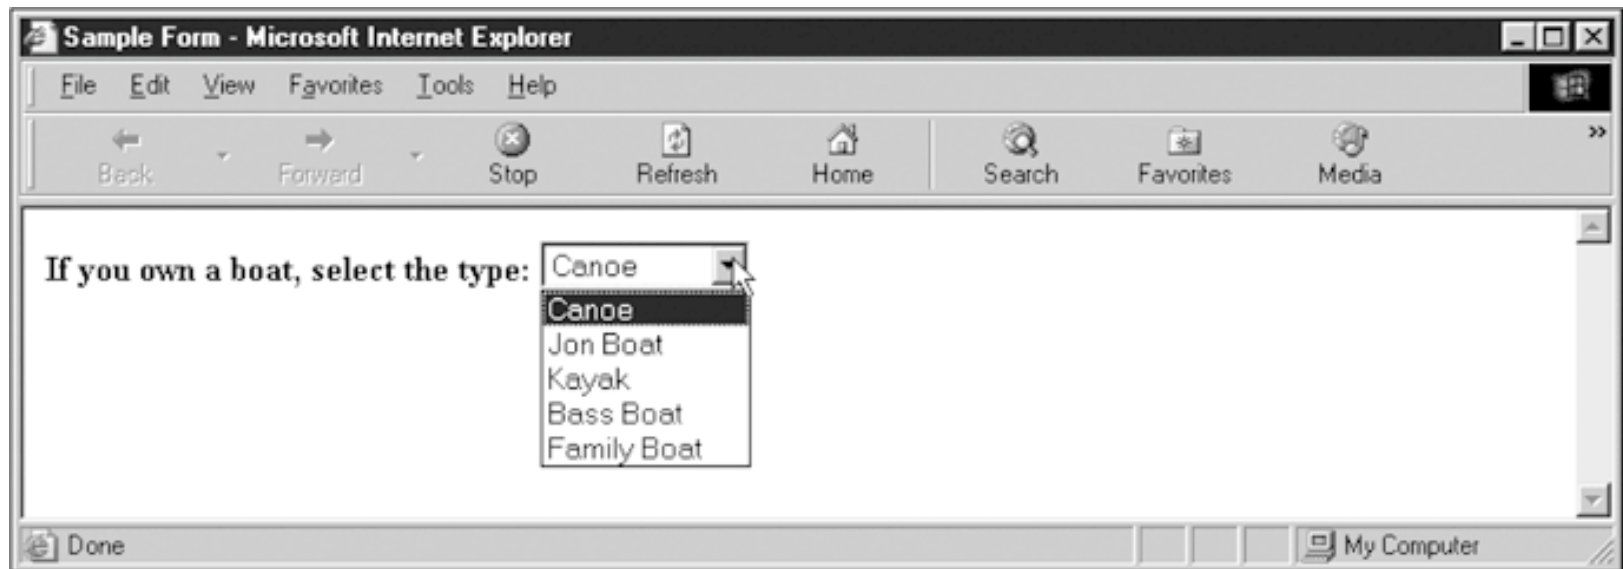 Sample Form - Microsoft Internet Explorer
File Edit View Favorites Tools Help
Back Forward Stop Refresh Home Search Favorites Media »
If you own a boat, select the type: Canoe
Canoe
Jon Boat
Kayak
Bass Boat
Family Boat
Done My Computer